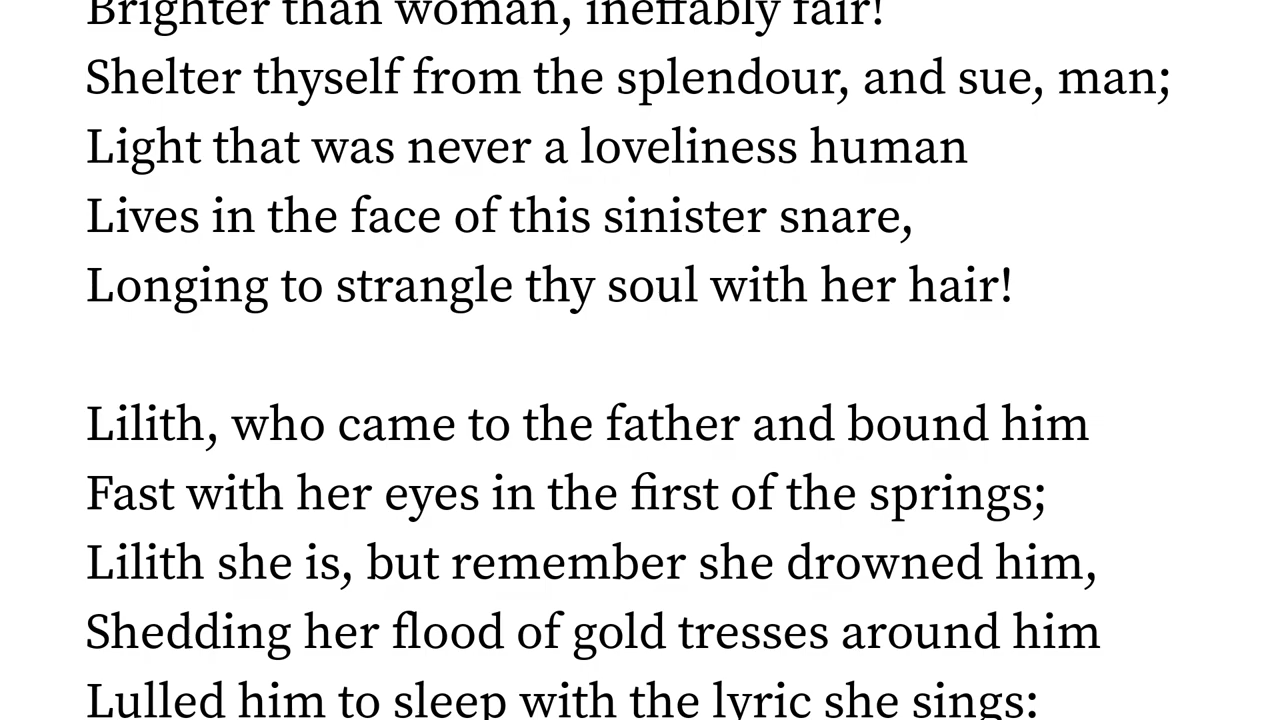 Brighter than woman, ineffably fair!
Shelter thyself from the splendour, and sue, man;
Light that was never a loveliness human
Lives in the face of this sinister snare,
Longing to strangle thy soul with her hair!
Lilith, who came to the father and bound him
Fast with her eyes in the first of the springs;
Lilith she is, but remember she drowned him,
Shedding her flood of gold tresses around him
Lulled him to sleep with the lyric she sings: